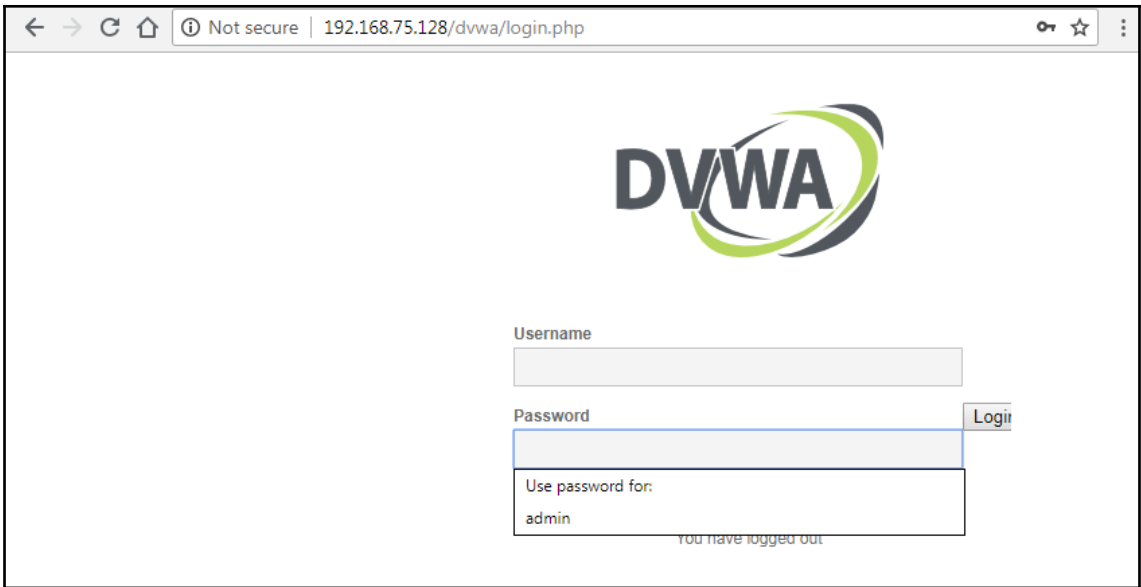 Not secure | 192.168.75.128/dvwa/login.php
DVWA
Username
Password
Login
Use password for:
admin
You have logged out